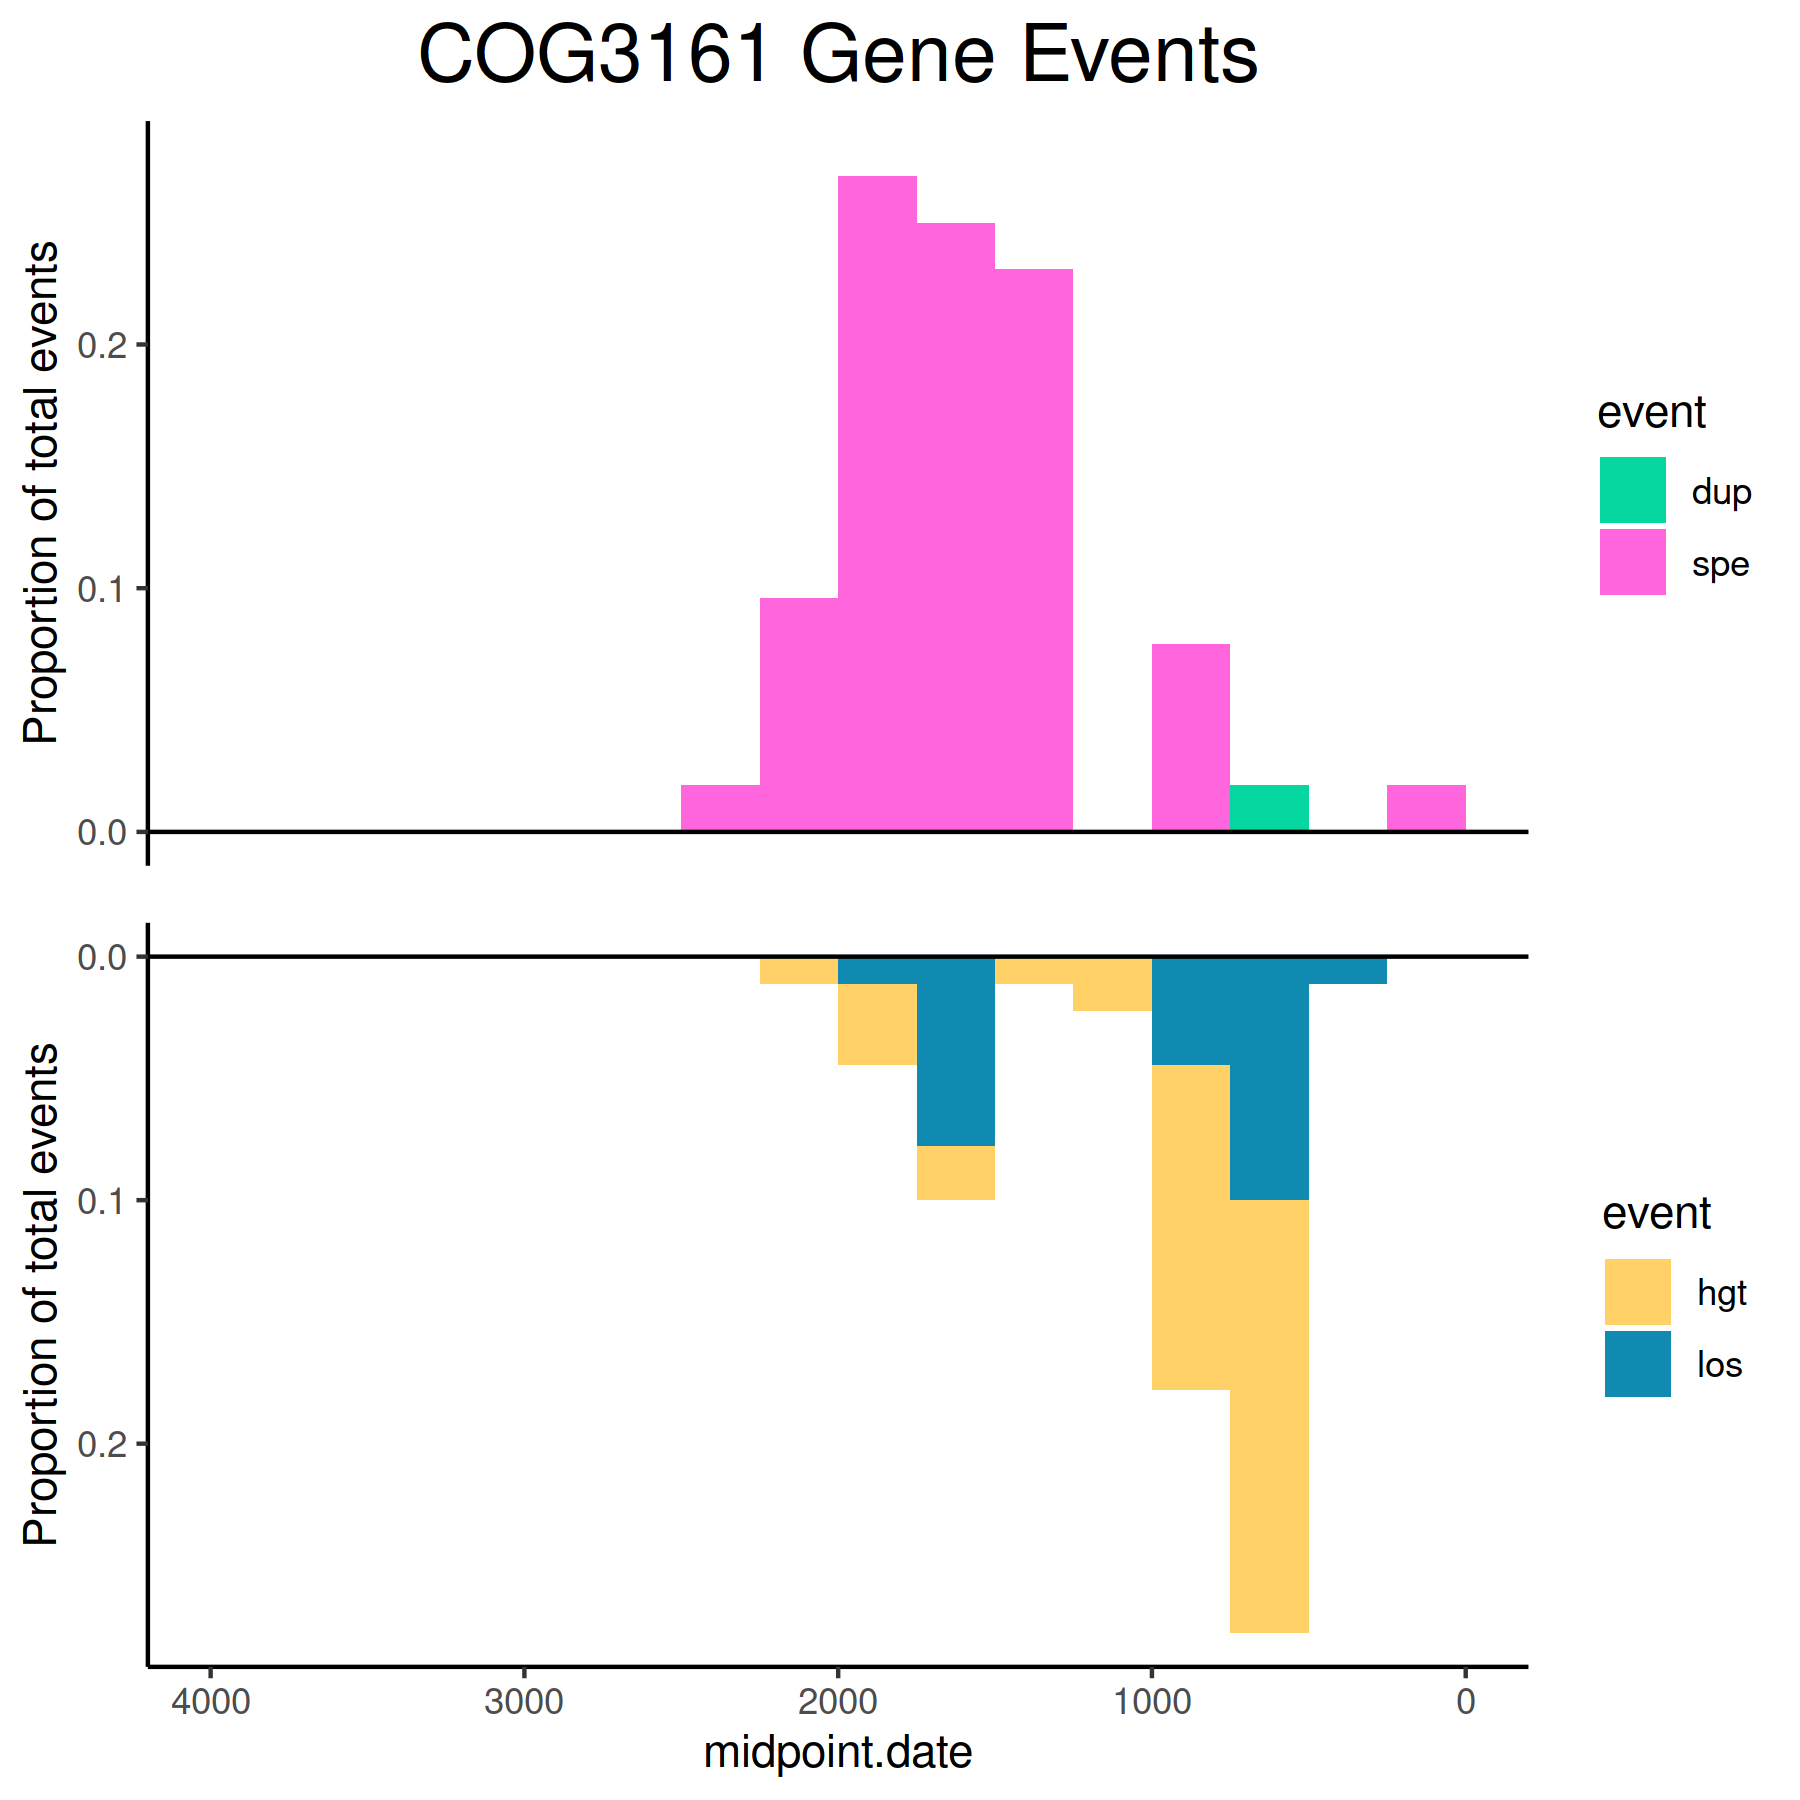 COG3161 Gene Events
Proportion of total events
0.2
0.1
0.0
event
dup
spe
Proportion of total events
0.0
0.1
0.2
event
hgt
los
4000 3000 2000 1000 0
midpoint.date